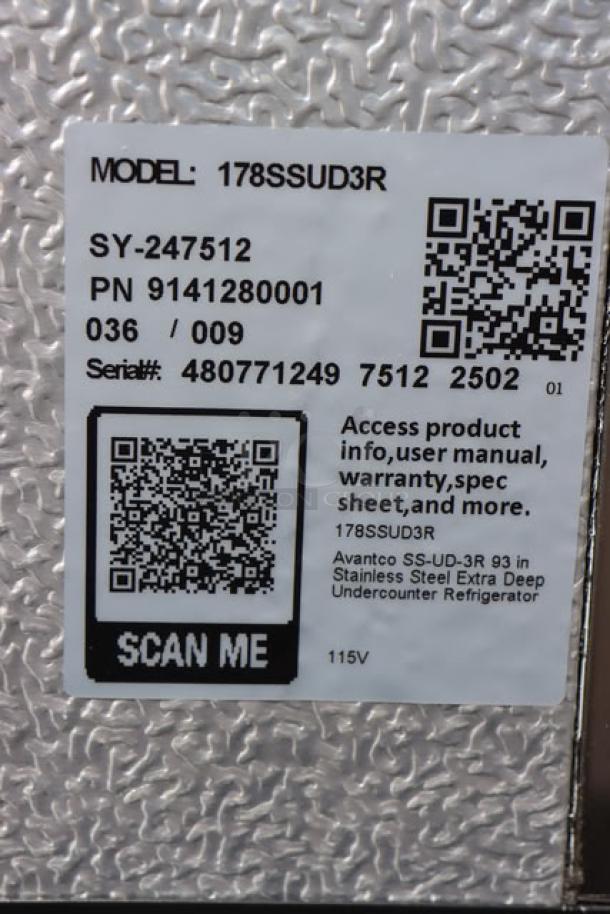 MODEL: 178SSUD3R
SY-247512
PN 9141280001
036 / 009
Serial#: 480771249 7512 2502 01
Access product
info,user manual,
warranty,spec
sheet,and more.
178SSUD3R
Avantco SS-UD-3R 93 in
Stainless Steel Extra Deep
Undercounter Refrigerator
SCAN ME
115V